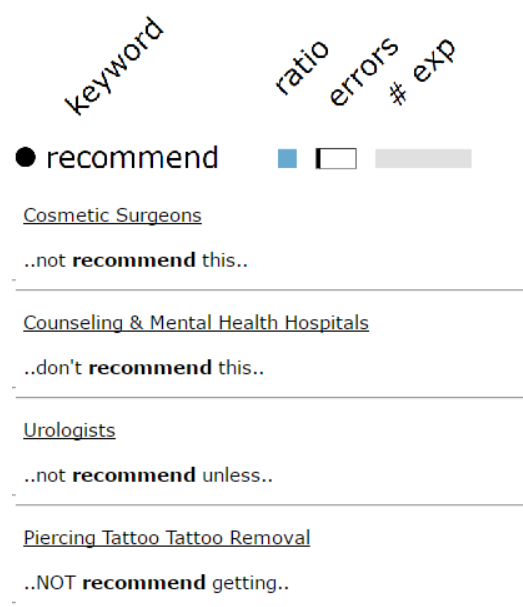 keyword ratio errors # exp
recommend
Cosmetic Surgeons
..not recommend this..
Counseling & Mental Health Hospitals
..don't recommend this..
Urologists
..not recommend unless..
Piercing Tattoo Tattoo Removal
..NOT recommend getting..